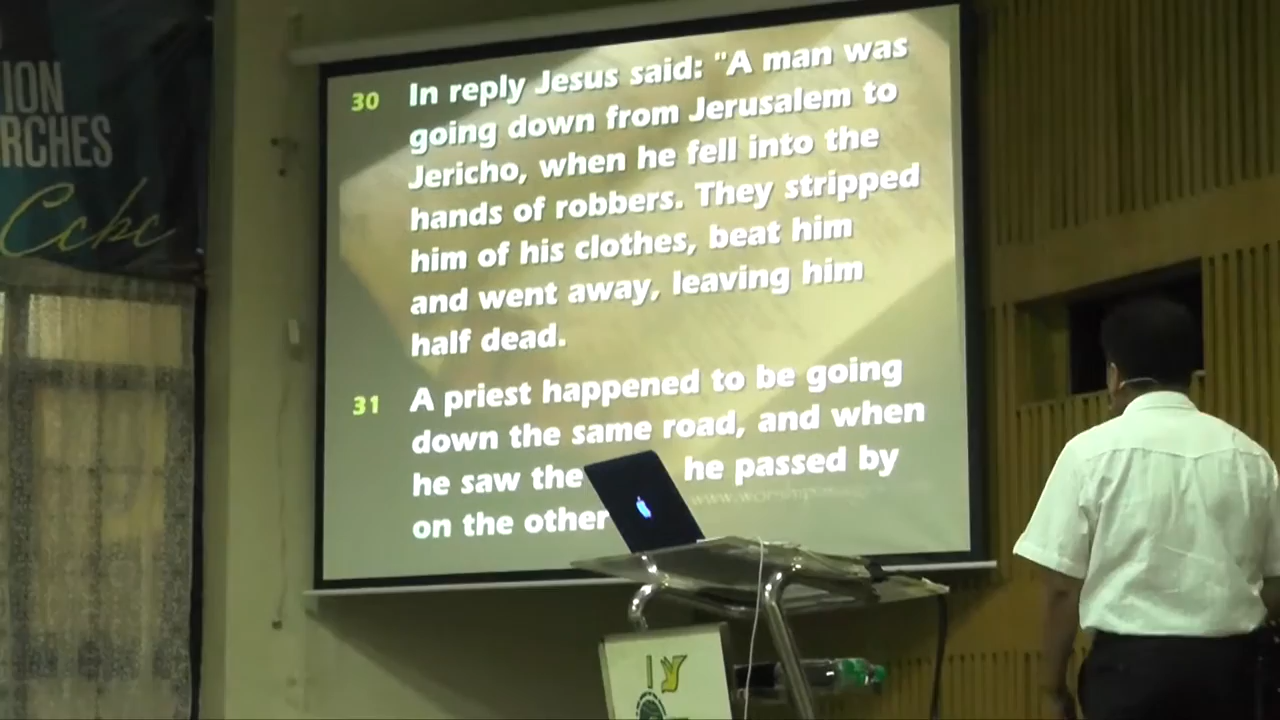 ION
RCHES
Ccbc
30 In reply Jesus said: "A man was
going down from Jerusalem to
Jericho, when he fell into the
hands of robbers. They stripped
him of his clothes, beat him
and went away, leaving him
half dead.
31 A priest happened to be going
down the same road, and when
he saw the he passed by
on the other